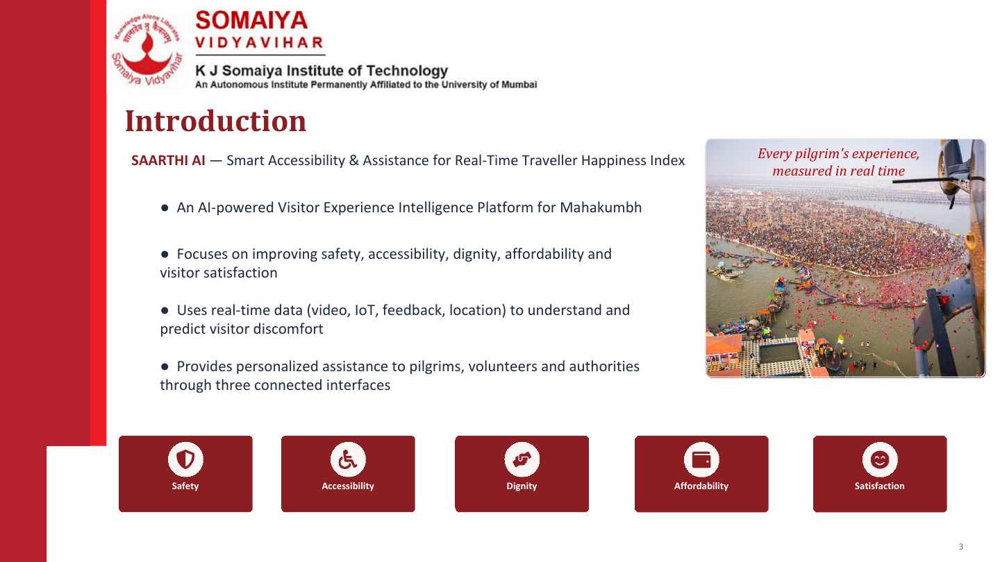 Knowledge Alone Liberates
ज्ञानादेव तु कैवल्यम्
Somaiya Vidyavihar
SOMAIYA
VIDYAVIHAR
K J Somaiya Institute of Technology
An Autonomous Institute Permanently Affiliated to the University of Mumbai
Introduction
SAARTHI AI — Smart Accessibility & Assistance for Real-Time Traveller Happiness Index
Every pilgrim's experience,
measured in real time
● An AI-powered Visitor Experience Intelligence Platform for Mahakumbh
● Focuses on improving safety, accessibility, dignity, affordability and
visitor satisfaction
● Uses real-time data (video, IoT, feedback, location) to understand and
predict visitor discomfort
● Provides personalized assistance to pilgrims, volunteers and authorities
through three connected interfaces
Safety
Accessibility
Dignity
Affordability
Satisfaction
3